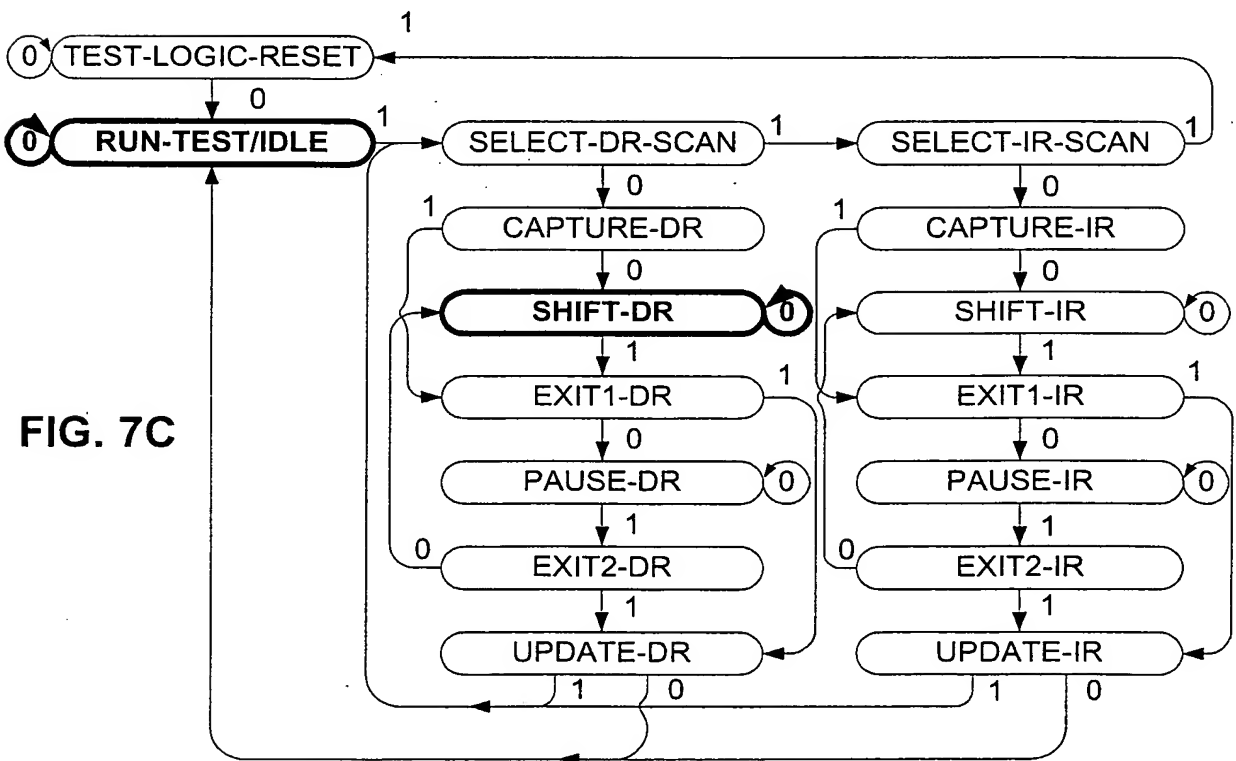 1
0 TEST-LOGIC-RESET
0
0 RUN-TEST/IDLE 1
SELECT-DR-SCAN 1
SELECT-IR-SCAN 1
0
0
1 CAPTURE-DR
1 CAPTURE-IR
0
0
SHIFT-DR 0
SHIFT-IR 0
1
1
EXIT1-DR 1
EXIT1-IR 1
FIG. 7C
0
0
PAUSE-DR 0
PAUSE-IR 0
1
1
0 EXIT2-DR
0 EXIT2-IR
1
1
UPDATE-DR
UPDATE-IR
1 0
1 0